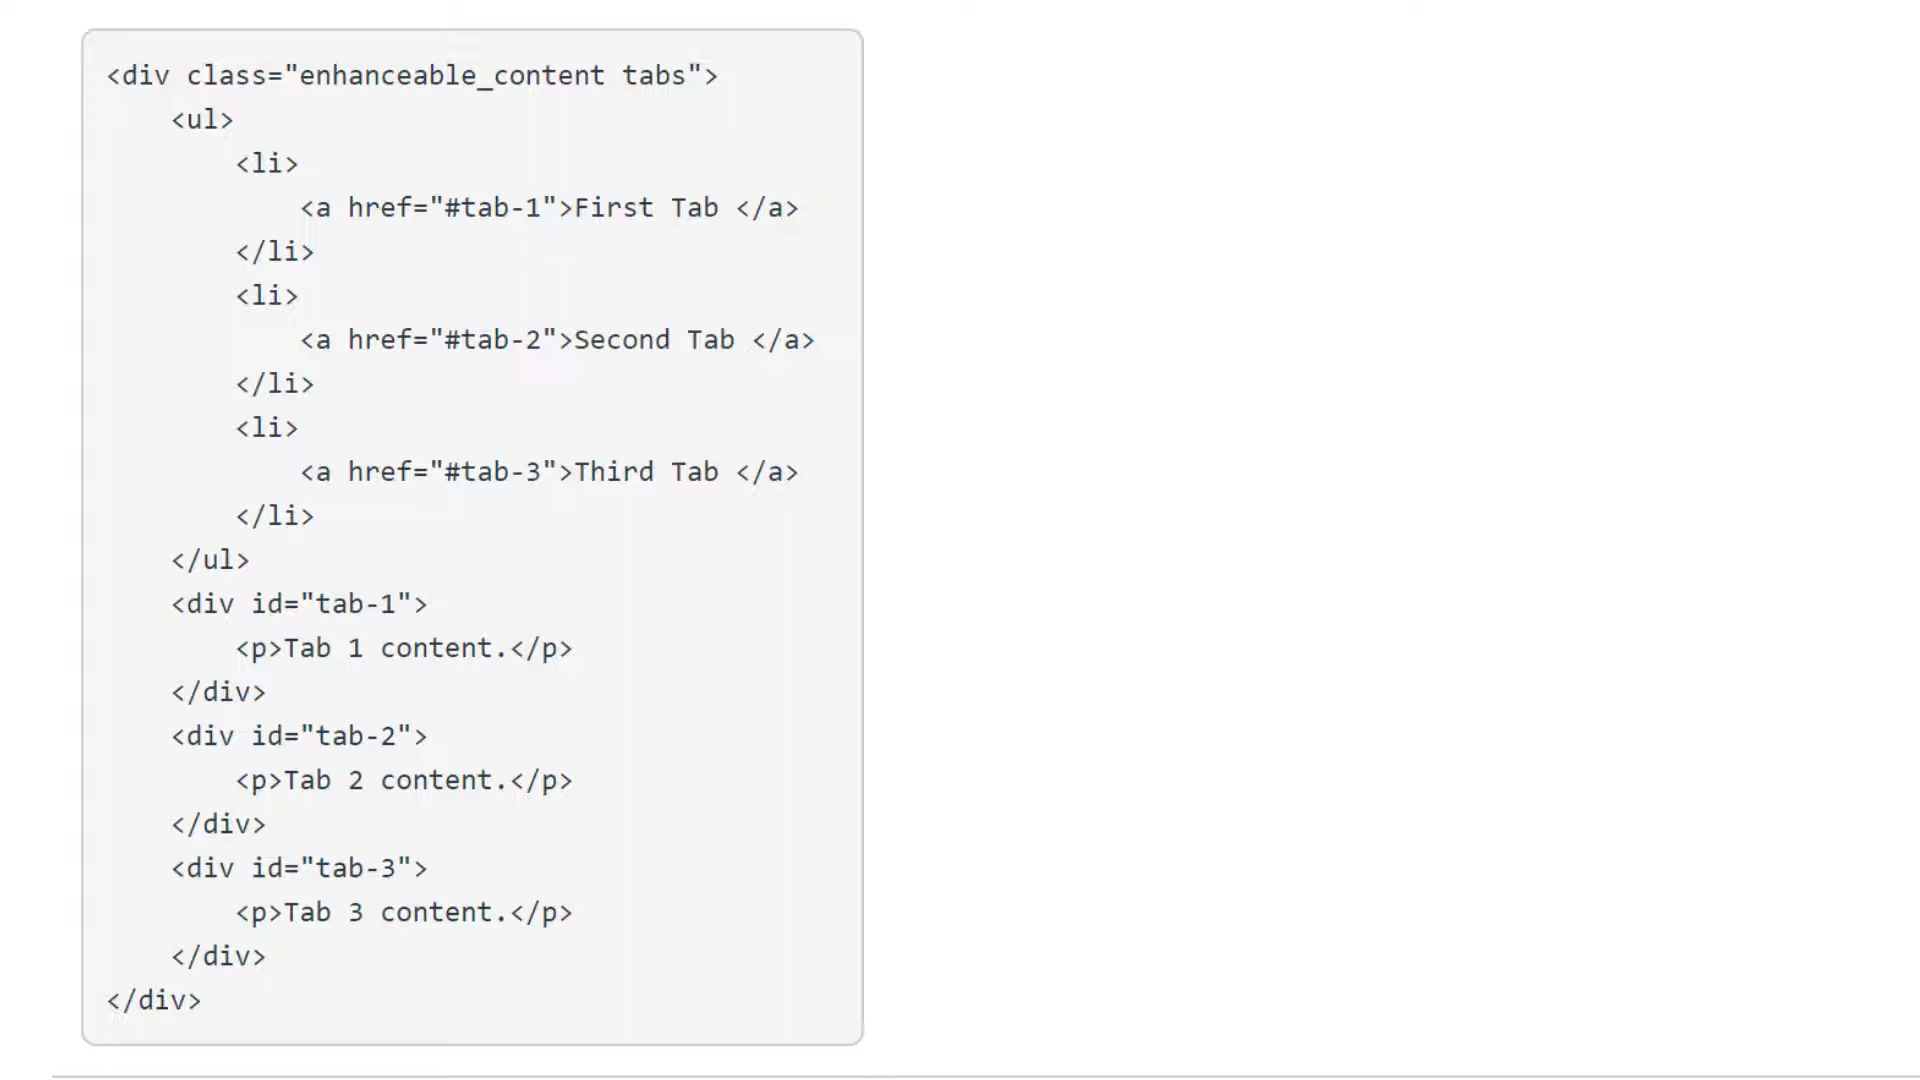 <div class="enhanceable_content tabs">
    <ul>
        <li>
            <a href="#tab-1">First Tab </a>
        </li>
        <li>
            <a href="#tab-2">Second Tab </a>
        </li>
        <li>
            <a href="#tab-3">Third Tab </a>
        </li>
    </ul>
    <div id="tab-1">
        <p>Tab 1 content.</p>
    </div>
    <div id="tab-2">
        <p>Tab 2 content.</p>
    </div>
    <div id="tab-3">
        <p>Tab 3 content.</p>
    </div>
</div>